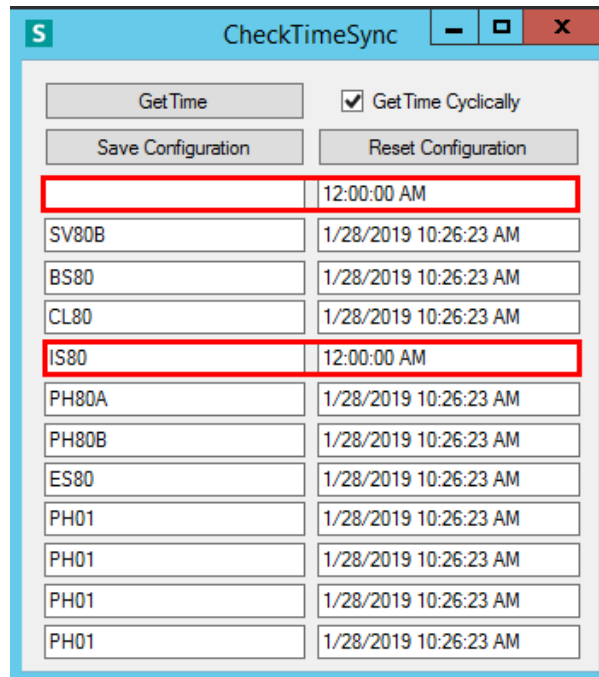 S CheckTimeSync
GetTime GetTime Cyclically
Save Configuration Reset Configuration
12:00:00 AM
SV80B 1/28/2019 10:26:23 AM
BS80 1/28/2019 10:26:23 AM
CL80 1/28/2019 10:26:23 AM
IS80 12:00:00 AM
PH80A 1/28/2019 10:26:23 AM
PH80B 1/28/2019 10:26:23 AM
ES80 1/28/2019 10:26:23 AM
PH01 1/28/2019 10:26:23 AM
PH01 1/28/2019 10:26:23 AM
PH01 1/28/2019 10:26:23 AM
PH01 1/28/2019 10:26:23 AM